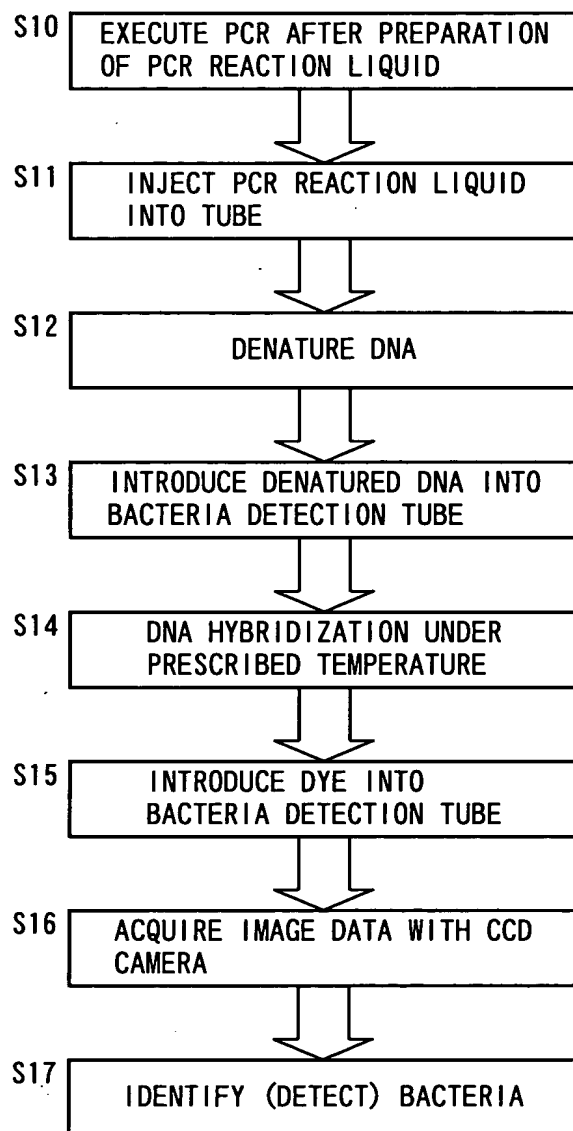 S10 EXECUTE PCR AFTER PREPARATION
OF PCR REACTION LIQUID
S11 INJECT PCR REACTION LIQUID
INTO TUBE
S12 DENATURE DNA
S13 INTRODUCE DENATURED DNA INTO
BACTERIA DETECTION TUBE
S14 DNA HYBRIDIZATION UNDER
PRESCRIBED TEMPERATURE
S15 INTRODUCE DYE INTO
BACTERIA DETECTION TUBE
S16 ACQUIRE IMAGE DATA WITH CCD
CAMERA
S17 IDENTIFY (DETECT) BACTERIA